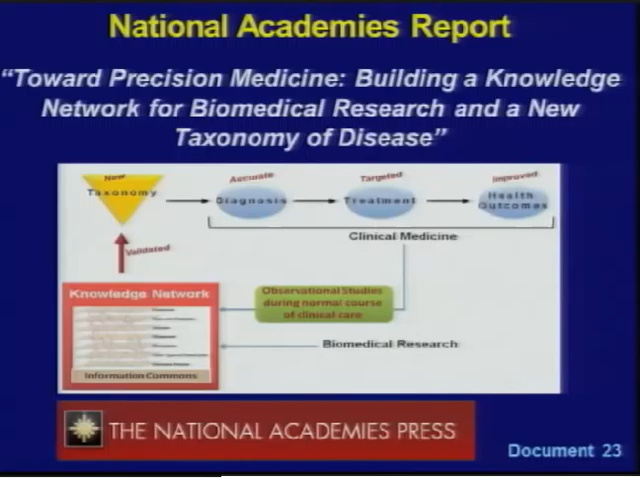 National Academies Report
“Toward Precision Medicine: Building a Knowledge
Network for Biomedical Research and a New
Taxonomy of Disease”
New
Taxonomy
Accurate
Diagnosis
Targeted
Treatment
Improved
Health
Outcomes
Clinical Medicine
Validated
Knowledge Network
Observational Studies
during normal course
of clinical care
Biomedical Research
Information Commons
THE NATIONAL ACADEMIES PRESS
Document 23